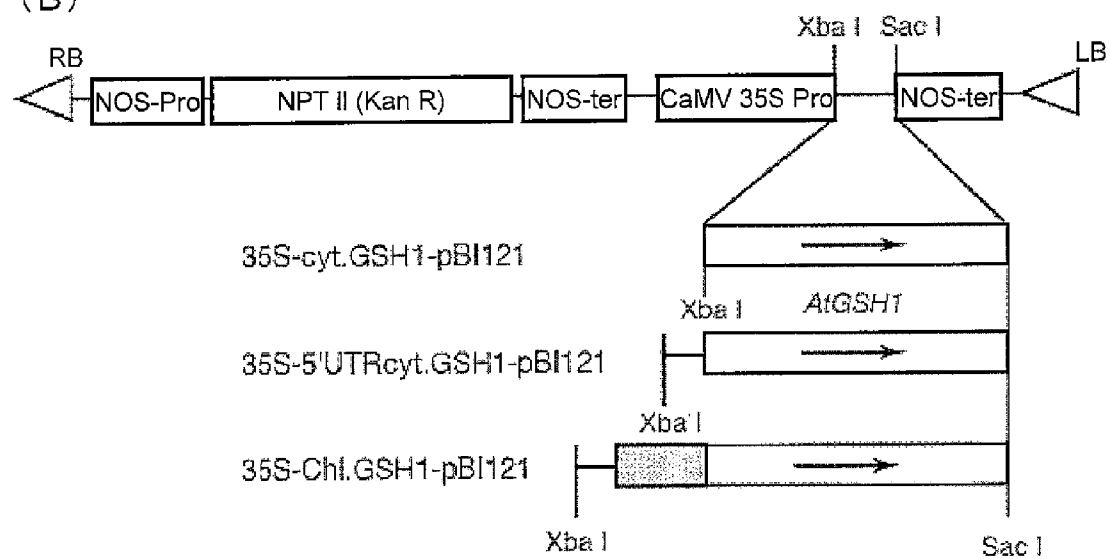 (B)
Xba I Sac I
RB LB
NOS-Pro NPT II (Kan R) NOS-ter CaMV 35S Pro NOS-ter
35S-cyt.GSH1-pBI121
Xba I AtGSH1
35S-5'UTRcyt.GSH1-pBI121
Xba I
35S-Chl.GSH1-pBI121
Xba I Sac I